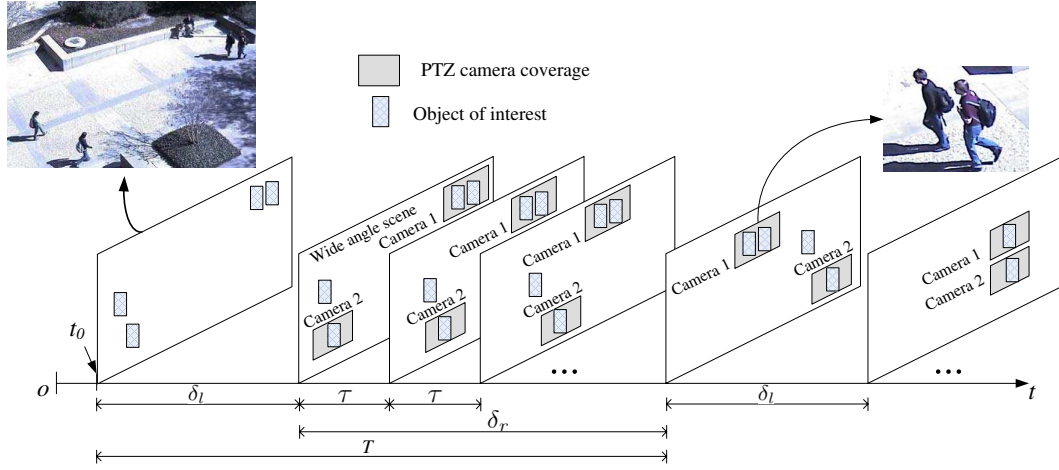 PTZ camera coverage
Object of interest
Wide angle scene
Camera 1
Camera 1
Camera 1
Camera 1
Camera 2
Camera 1
Camera 2
Camera 2
Camera 2
Camera 2
t0
...
...
o
t
δl
τ
τ
δl
δr
T